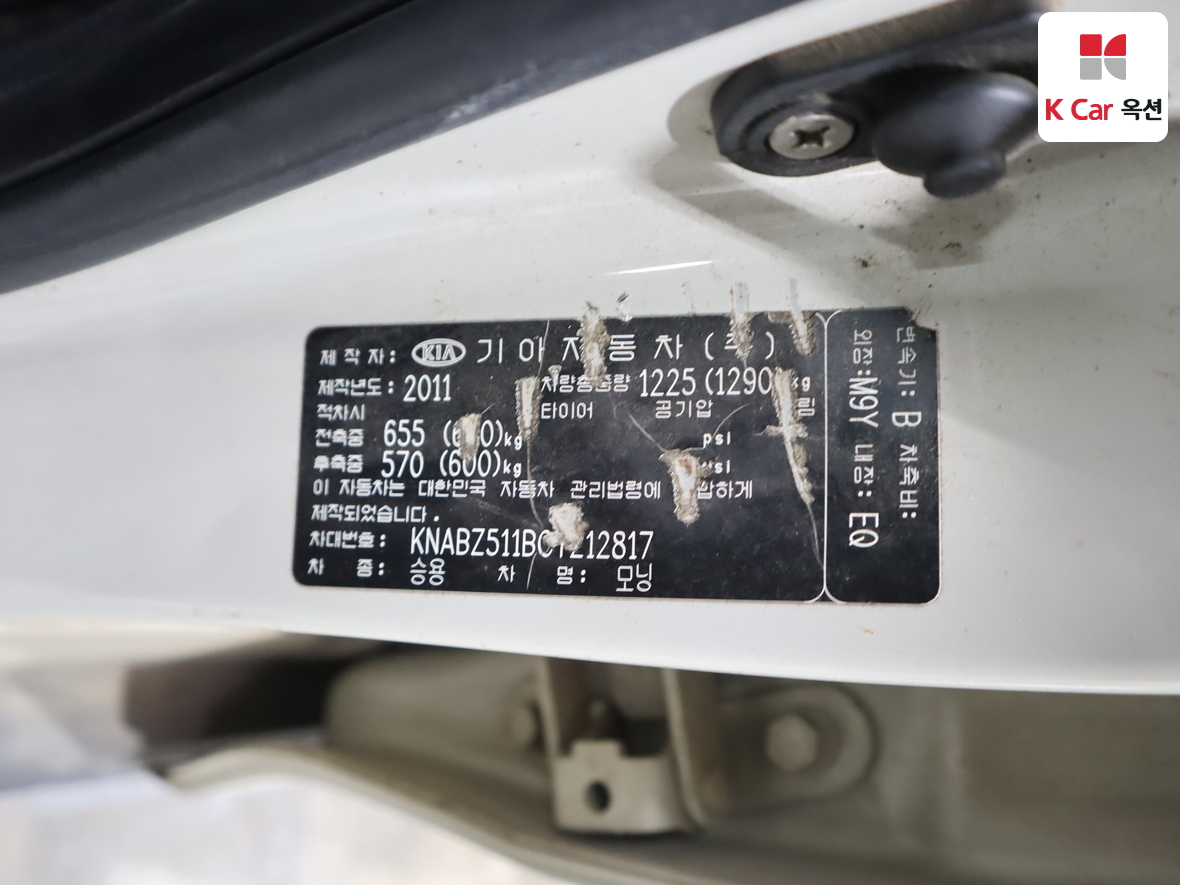 K Car 옥션
제 작 자: KIA 기 아 자 동 차 ( 주 )
제작년도: 2011 차량총중량 1225 (1290) kg
적차시 타이어 공기압
전축중 655 kg psi
후축중 570 (600)kg psi
이 자동차는 대한민국 자동차 관리법령에 하게
제작되었습니다.
차대번호:
차 종: 승용 차 명: 모닝
변속기: B 차축비:
외장: M9Y 내장: EQ